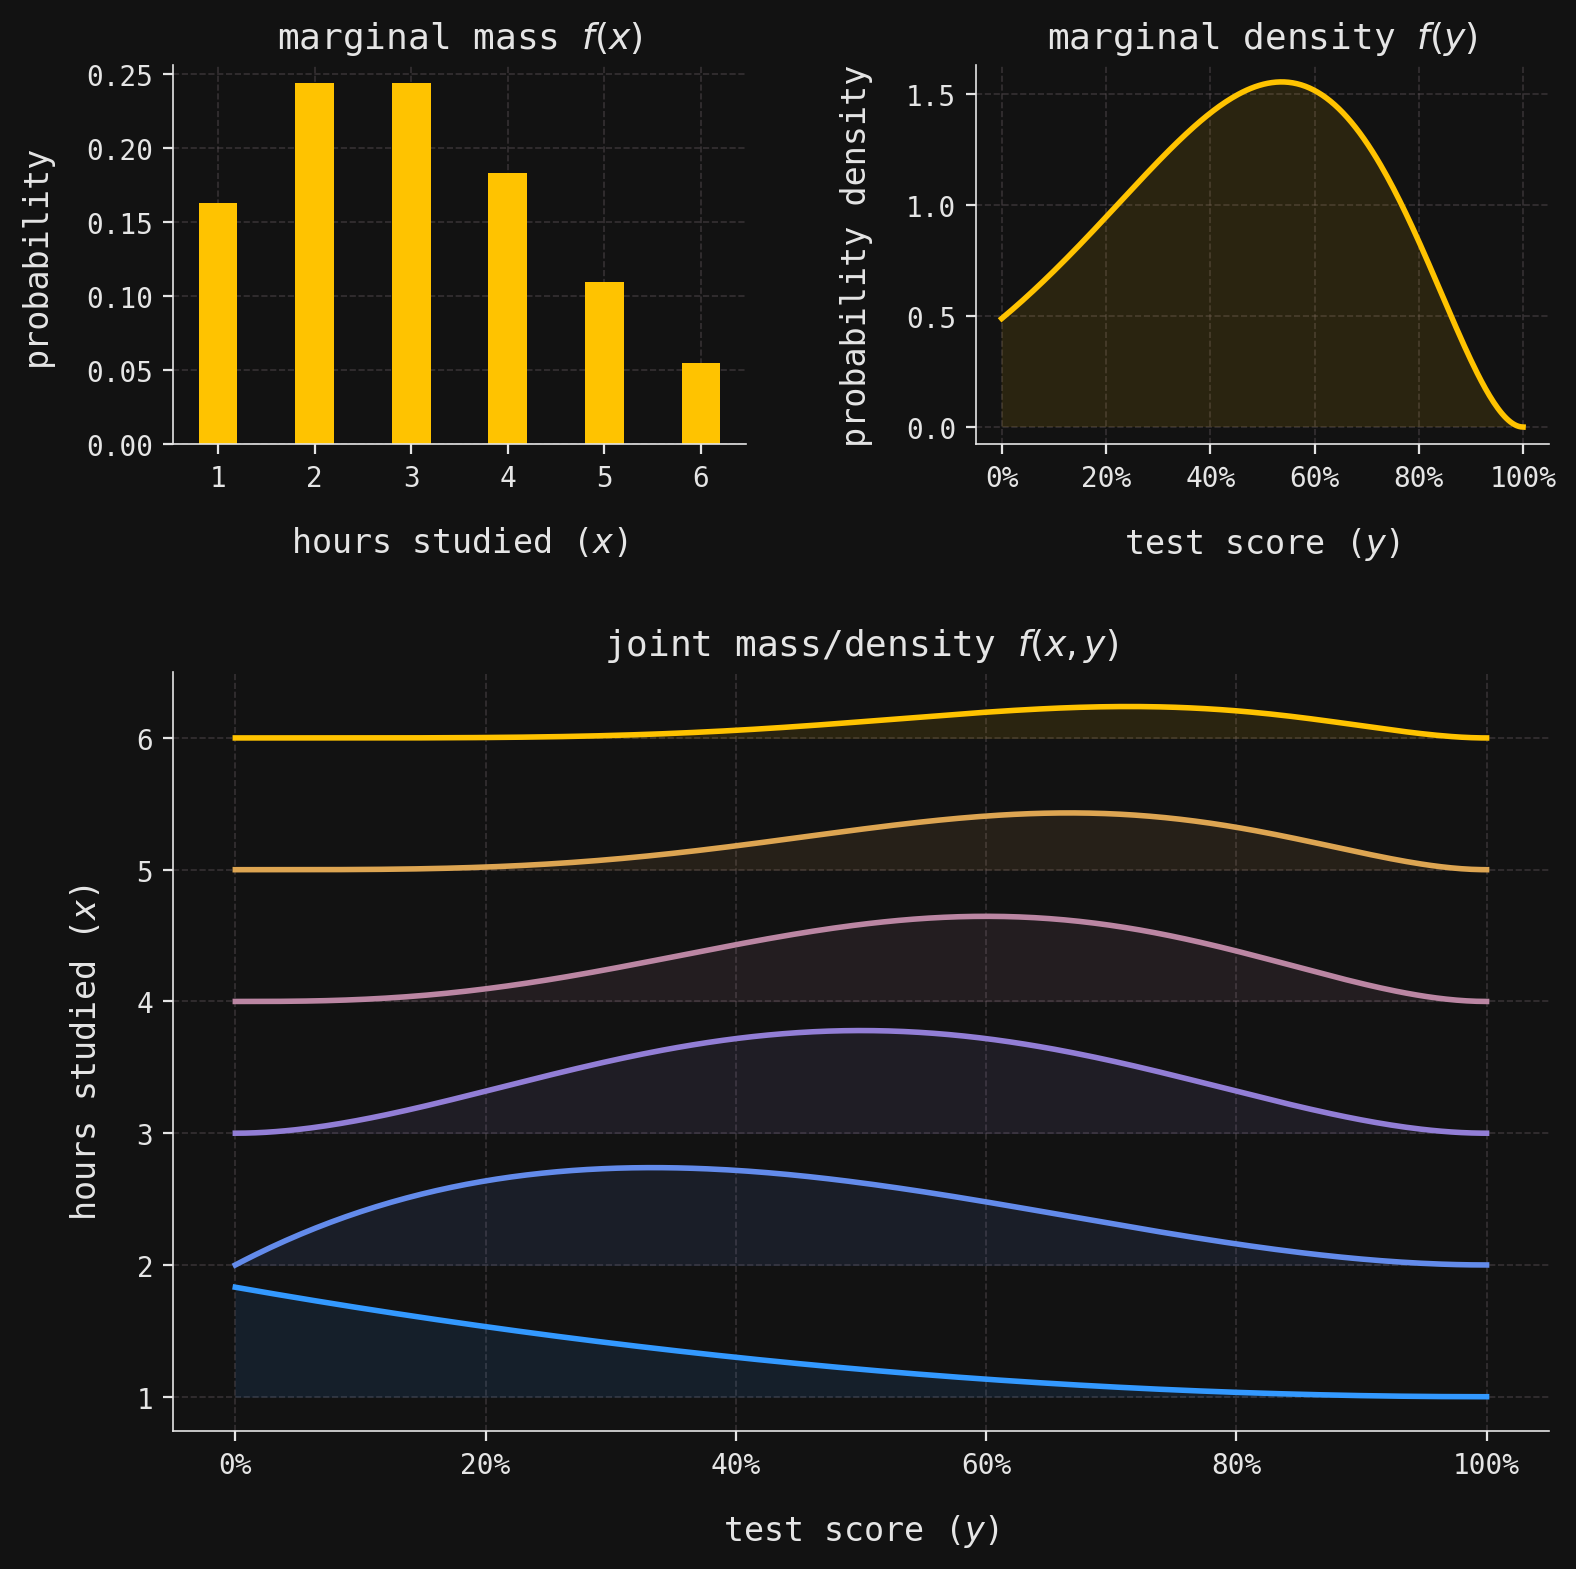 marginal mass f(x)
probability
0.25
0.20
0.15
0.10
0.05
0.00
1 2 3 4 5 6
hours studied (x)
marginal density f(y)
probability density
1.5
1.0
0.5
0.0
0% 20% 40% 60% 80% 100%
test score (y)
joint mass/density f(x, y)
hours studied (x)
6
5
4
3
2
1
0% 20% 40% 60% 80% 100%
test score (y)